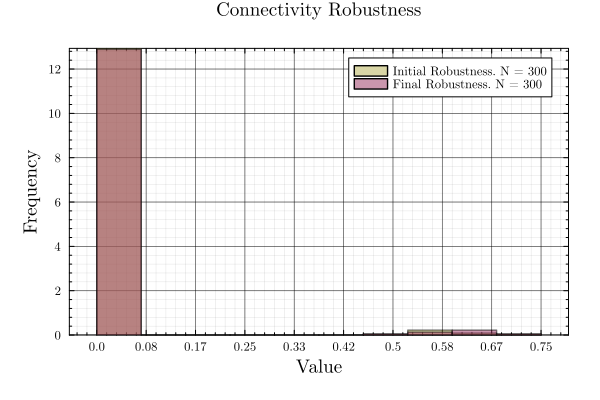 Connectivity Robustness
Initial Robustness. N = 300
Final Robustness. N = 300
Frequency
12
10
8
6
4
2
0
0.0 0.08 0.17 0.25 0.33 0.42 0.5 0.58 0.67 0.75
Value